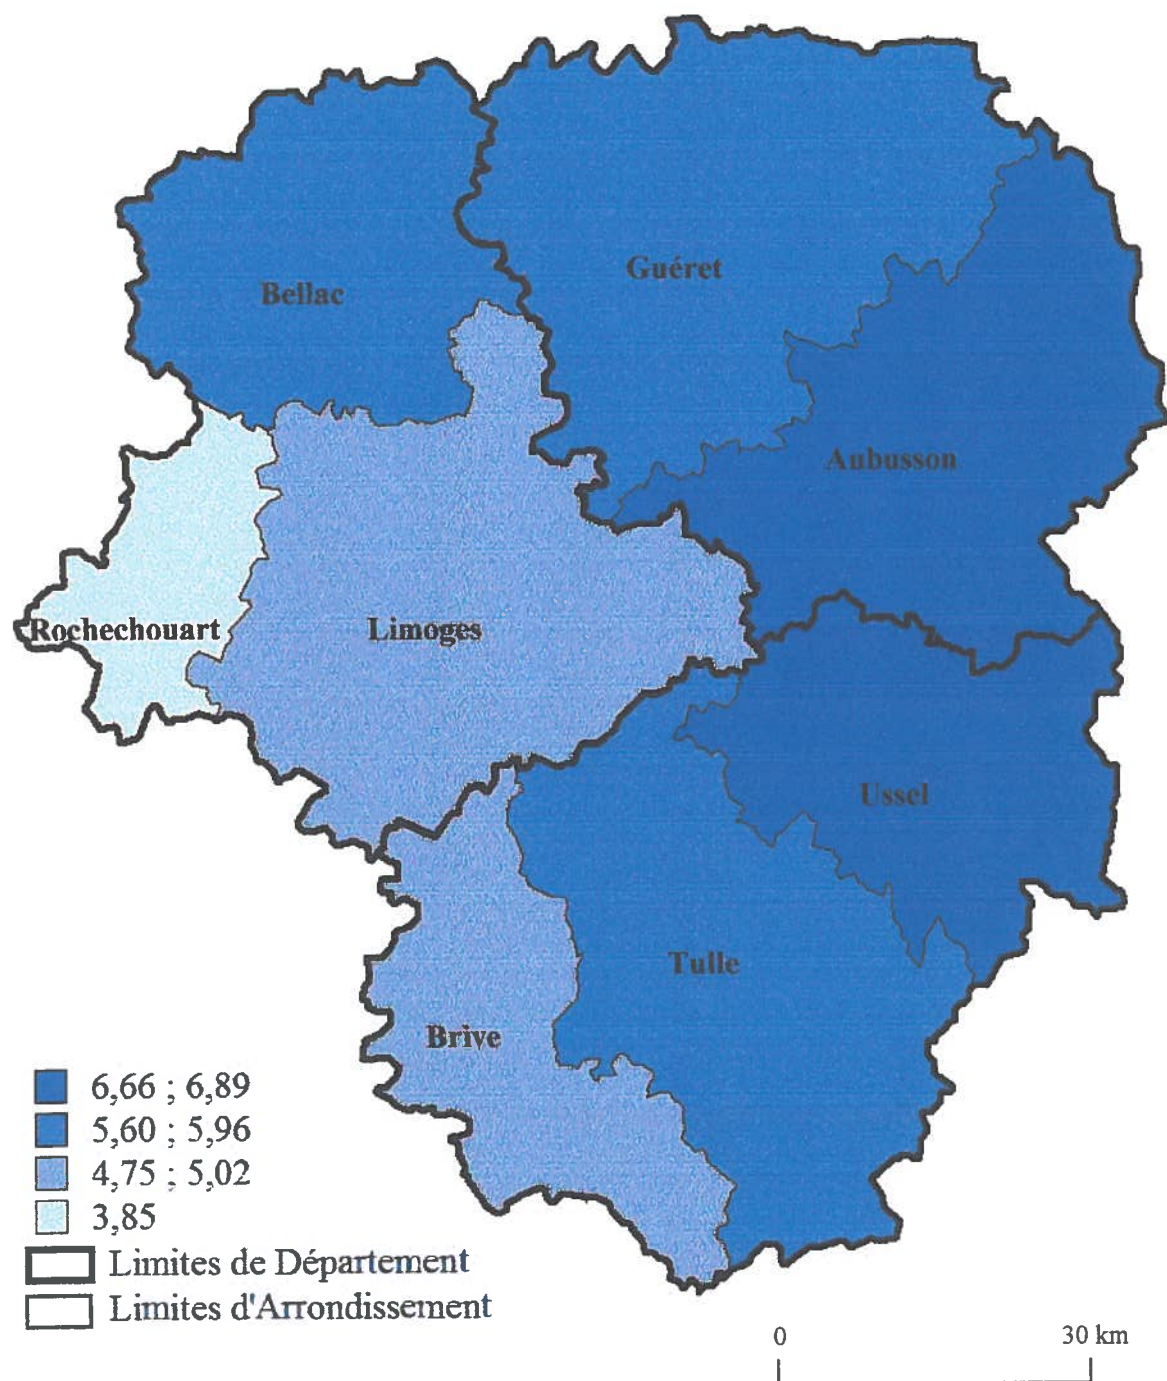 Guéret
Bellac
Aubusson
Rochechouart
Limoges
Ussel
Tulle
Brive
6,66 ; 6,89
5,60 ; 5,96
4,75 ; 5,02
3,85
Limites de Département
Limites d'Arrondissement
0 30 km